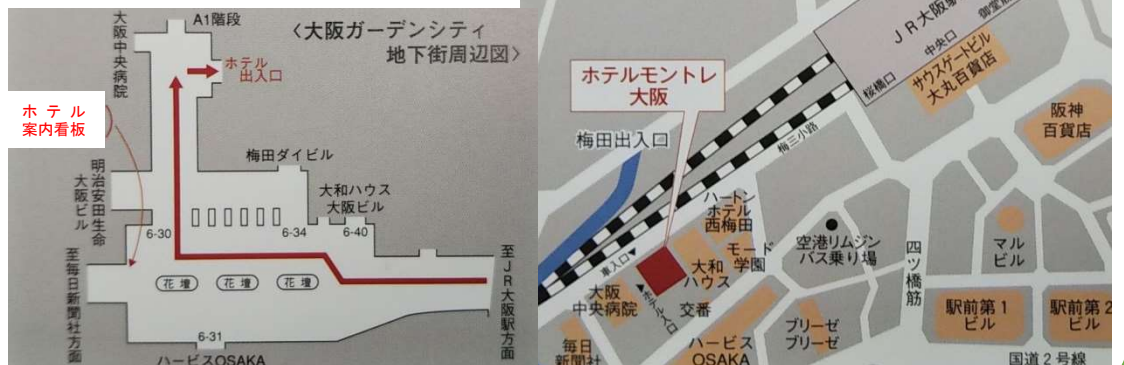 〈大阪ガーデンシティ
地下街周辺図〉
A1階段
大阪中央病院
ホテル
出入口
ホテル
案内看板
梅田ダイビル
大和ハウス
大阪ビル
明治安田生命
大阪ビル
6-30
6-34
6-40
花壇
花壇
花壇
至毎日新聞社方面
至JR大阪駅方面
6-31
ハービスOSAKA
JR大阪
御堂
中央口
桜橋口
サウスゲートビル
大丸百貨店
ホテルモントレ
大阪
阪神
百貨店
梅田出入口
梅三小路
ハートン
ホテル
西梅田
モード
学園
空港リムジン
バス乗り場
四ツ橋筋
マル
ビル
車入口▼
大和
ハウス
▲ホテル入口
大阪
中央病院
交番
駅前第1
ビル
駅前第2
ビル
ブリーゼ
ブリーゼ
毎日
新聞社
ハービス
OSAKA
国道2号線